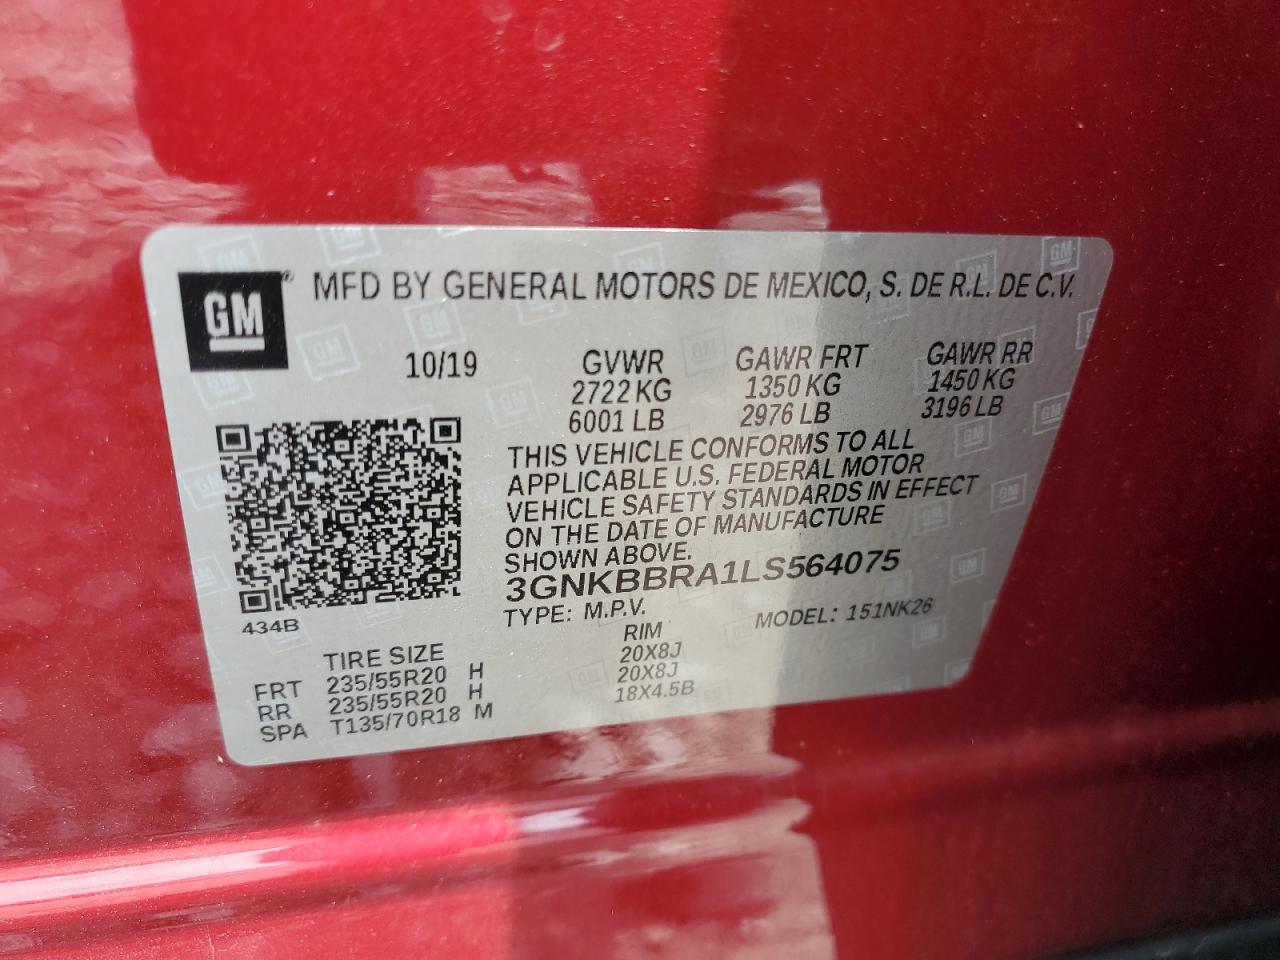 GM® MFD BY GENERAL MOTORS DE MEXICO, S. DE R.L. DE C.V.
10/19 GVWR GAWR FRT GAWR RR
2722 KG 1350 KG 1450 KG
6001 LB 2976 LB 3196 LB
THIS VEHICLE CONFORMS TO ALL
APPLICABLE U.S. FEDERAL MOTOR
VEHICLE SAFETY STANDARDS IN EFFECT
ON THE DATE OF MANUFACTURE
SHOWN ABOVE.
3GNKBBRA1LS564075
TYPE: M.P.V. MODEL: 151NK26
434B
TIRE SIZE RIM
FRT 235/55R20 H 20X8J
RR 235/55R20 H 20X8J
SPA T135/70R18 M 18X4.5B